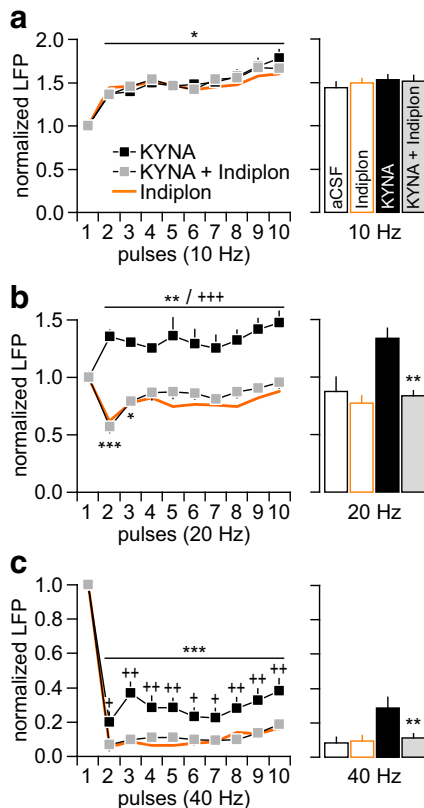 a
*
2.0
1.5
1.0
0.5
0.0
normalized LFP
KYNA
KYNA + Indiplon
Indiplon
1 2 3 4 5 6 7 8 9 10
pulses (10 Hz)
aCSF
Indiplon
KYNA
KYNA + Indiplon
10 Hz
b
** / +++
1.5
1.0
0.5
0.0
normalized LFP
***
*
1 2 3 4 5 6 7 8 9 10
pulses (20 Hz)
**
20 Hz
c
***
1.0
0.8
0.6
0.4
0.2
0.0
normalized LFP
+ ++ ++ ++ + + ++ ++ ++
1 2 3 4 5 6 7 8 9 10
pulses (40 Hz)
**
40 Hz